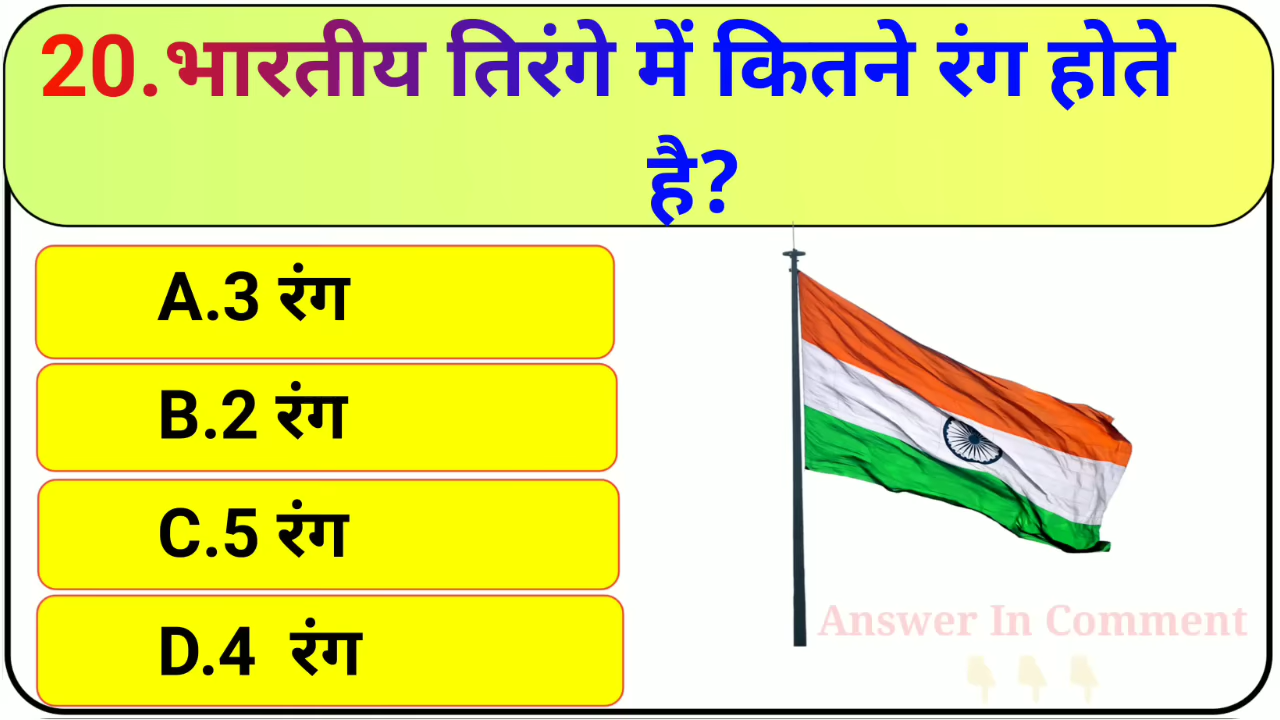 20.भारतीय तिरंगे में कितने रंग होते
है?
A.3 रंग
B.2 रंग
C.5 रंग
D.4 रंग
Answer In Comment